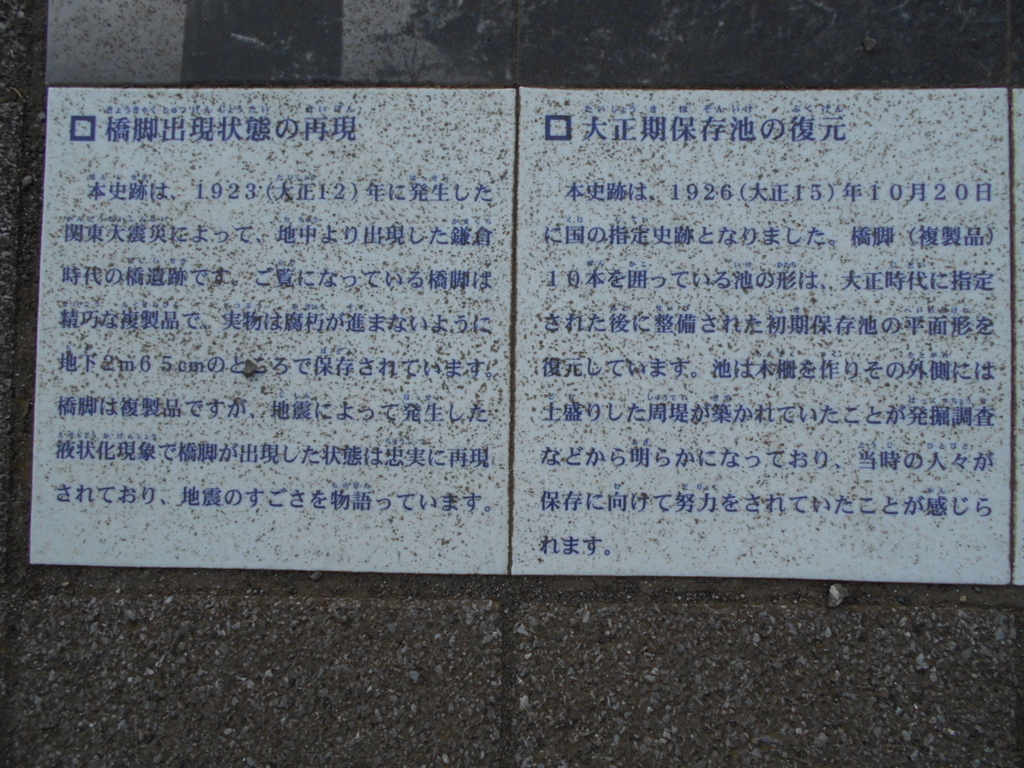 橋脚出現状態の再現
本史跡は、1923(大正12)年に発生した
関東大震災によって、地中より出現した鎌倉
時代の橋遺跡です。ご覧になっている橋脚は
精巧な複製品で、実物は腐朽が進まないように
地下2m65cmのところで保存されています。
橋脚は複製品ですが、地震によって発生した
液状化現象で橋脚が出現した状態は忠実に再現
されており、地震のすごさを物語っています。
大正期保存池の復元
本史跡は、1926(大正15)年10月20日
に国の指定史跡となりました。橋脚(複製品)
10本を囲っている池の形は、大正時代に指定
された後に整備された初期保存池の平面形を
復元しています。池は木柵を作りその外側には
土盛りした周堤が築かれていたことが発掘調査
などから明らかになっており、当時の人々が
保存に向けて努力をされていたことが感じら
れます。